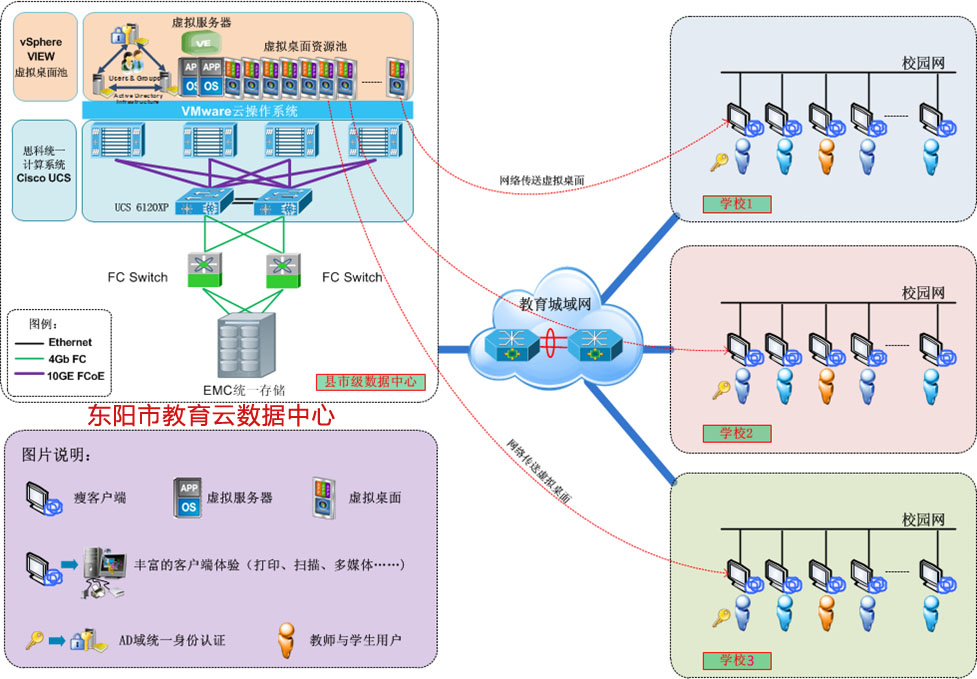 vSphere
VIEW
虚拟桌面池
Users & Groups
Active Directory
Infrastructure
虚拟服务器
VE
虚拟桌面资源池
APP
OS
APP
OS
VMware云操作系统
思科统一
计算系统
Cisco UCS
UCS 6120XP
FC Switch
FC Switch
图例：
Ethernet
4Gb FC
10GE FCoE
EMC统一存储
县市级数据中心
东阳市教育云数据中心
图片说明：
瘦客户端
APP
OS
虚拟服务器
虚拟桌面
丰富的客户端体验（打印、扫描、多媒体……）
AD域统一身份认证
教师与学生用户
网络传送虚拟桌面
教育城域网
网络传送虚拟桌面
校园网
学校1
校园网
学校2
校园网
学校3